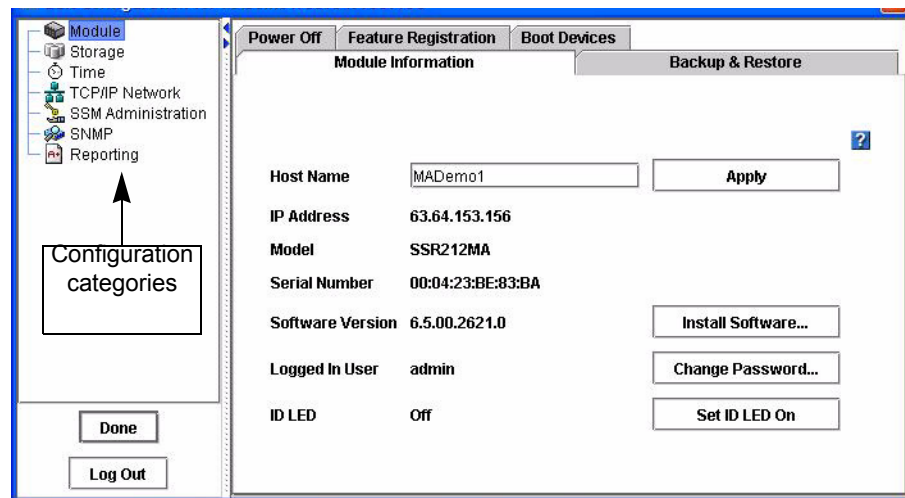 Module
Storage
Time
TCP/IP Network
SSM Administration
SNMP
Reporting
Configuration
categories
Done
Log Out
Power Off Feature Registration Boot Devices
Module Information Backup & Restore
?
Host Name MADemo1 Apply
IP Address 63.64.153.156
Model SSR212MA
Serial Number 00:04:23:BE:83:BA
Software Version 6.5.00.2621.0 Install Software...
Logged In User admin Change Password...
ID LED Off Set ID LED On